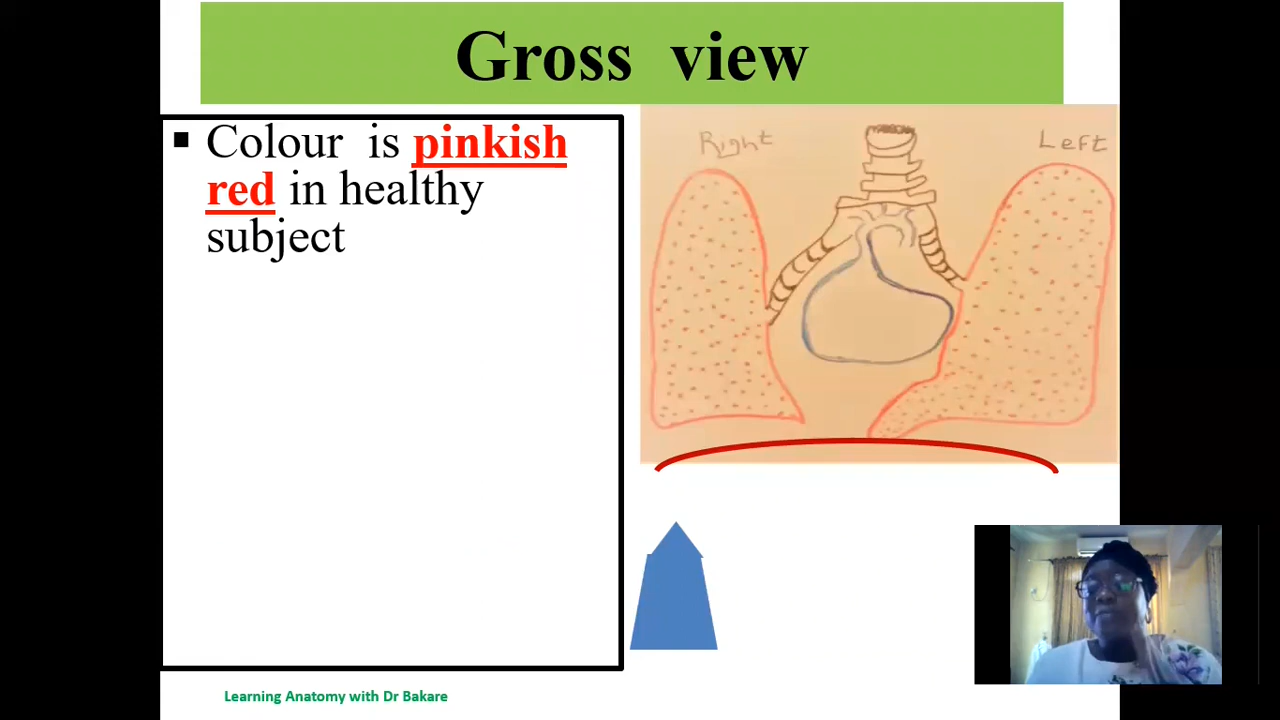 Gross view
▪ Colour is pinkish
red in healthy
subject
Right
Left
Learning Anatomy with Dr Bakare